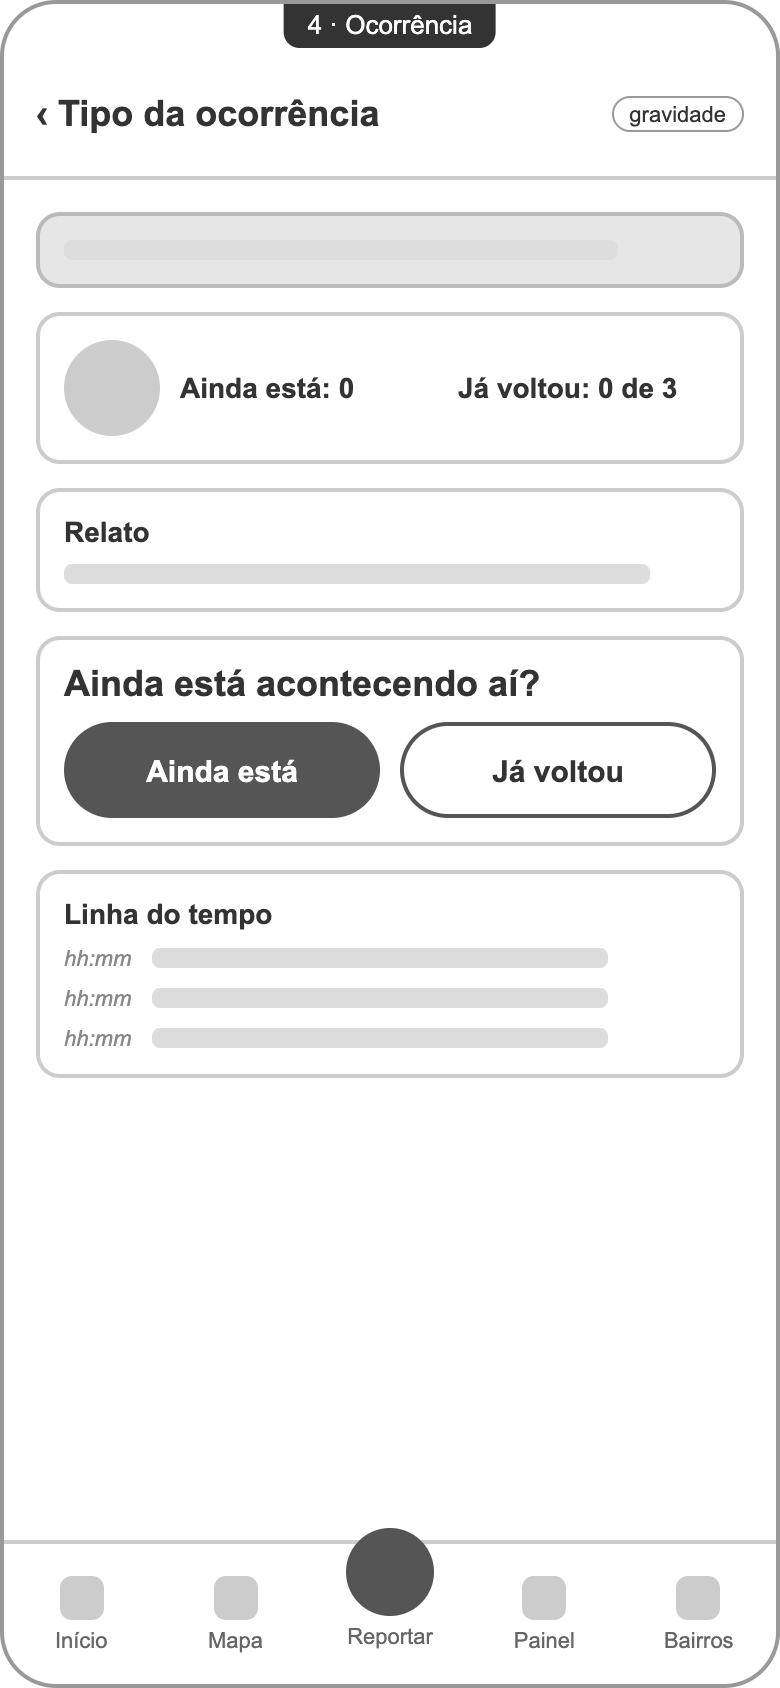 4 · Ocorrência
‹ Tipo da ocorrência
gravidade
Ainda está: 0
Já voltou: 0 de 3
Relato
Ainda está acontecendo aí?
Ainda está
Já voltou
Linha do tempo
hh:mm
hh:mm
hh:mm
Início
Mapa
Reportar
Painel
Bairros